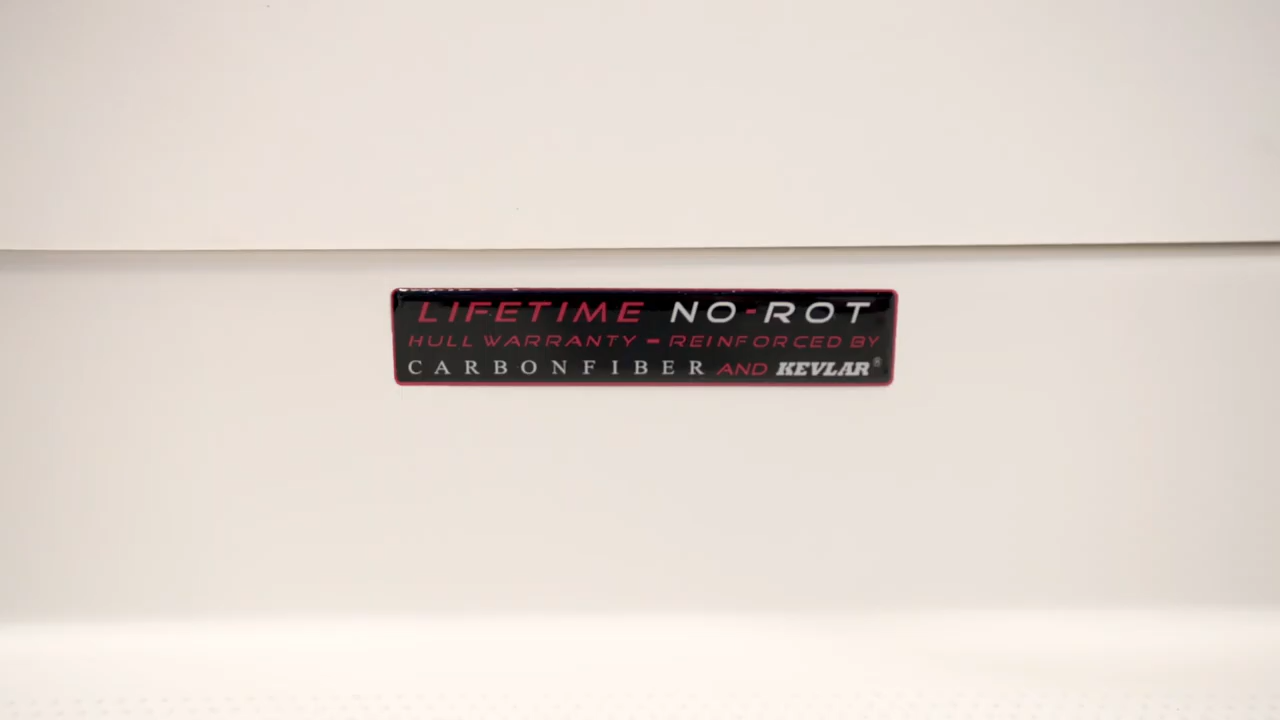 LIFETIME NO-ROT
HULL WARRANTY - REINFORCED BY
CARBONFIBER AND KEVLAR®